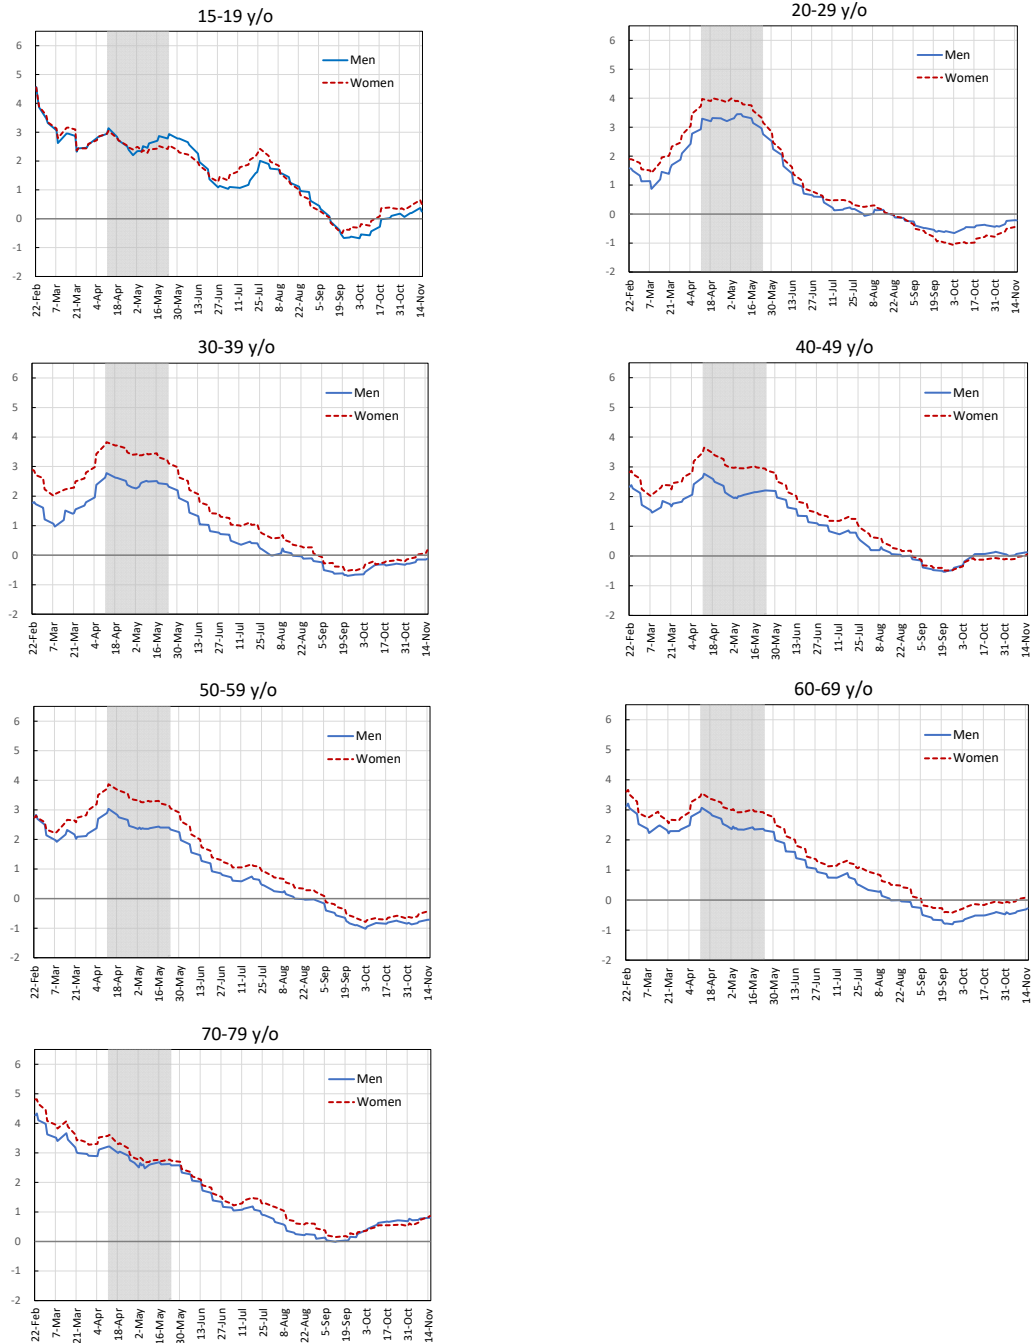 15-19 y/o
6
5
4
3
2
1
0
-1
-2
Men
Women
22-Feb
7-Mar
21-Mar
4-Apr
18-Apr
2-May
16-May
30-May
13-Jun
27-Jun
11-Jul
25-Jul
8-Aug
22-Aug
5-Sep
19-Sep
3-Oct
17-Oct
31-Oct
14-Nov
20-29 y/o
6
5
4
3
2
1
0
-1
-2
Men
Women
22-Feb
7-Mar
21-Mar
4-Apr
18-Apr
2-May
16-May
30-May
13-Jun
27-Jun
11-Jul
25-Jul
8-Aug
22-Aug
5-Sep
19-Sep
3-Oct
17-Oct
31-Oct
14-Nov
30-39 y/o
6
5
4
3
2
1
0
-1
-2
Men
Women
22-Feb
7-Mar
21-Mar
4-Apr
18-Apr
2-May
16-May
30-May
13-Jun
27-Jun
11-Jul
25-Jul
8-Aug
22-Aug
5-Sep
19-Sep
3-Oct
17-Oct
31-Oct
14-Nov
40-49 y/o
6
5
4
3
2
1
0
-1
-2
Men
Women
22-Feb
7-Mar
21-Mar
4-Apr
18-Apr
2-May
16-May
30-May
13-Jun
27-Jun
11-Jul
25-Jul
8-Aug
22-Aug
5-Sep
19-Sep
3-Oct
17-Oct
31-Oct
14-Nov
50-59 y/o
6
5
4
3
2
1
0
-1
-2
Men
Women
22-Feb
7-Mar
21-Mar
4-Apr
18-Apr
2-May
16-May
30-May
13-Jun
27-Jun
11-Jul
25-Jul
8-Aug
22-Aug
5-Sep
19-Sep
3-Oct
17-Oct
31-Oct
14-Nov
60-69 y/o
6
5
4
3
2
1
0
-1
-2
Men
Women
22-Feb
7-Mar
21-Mar
4-Apr
18-Apr
2-May
16-May
30-May
13-Jun
27-Jun
11-Jul
25-Jul
8-Aug
22-Aug
5-Sep
19-Sep
3-Oct
17-Oct
31-Oct
14-Nov
70-79 y/o
6
5
4
3
2
1
0
-1
-2
Men
Women
22-Feb
7-Mar
21-Mar
4-Apr
18-Apr
2-May
16-May
30-May
13-Jun
27-Jun
11-Jul
25-Jul
8-Aug
22-Aug
5-Sep
19-Sep
3-Oct
17-Oct
31-Oct
14-Nov